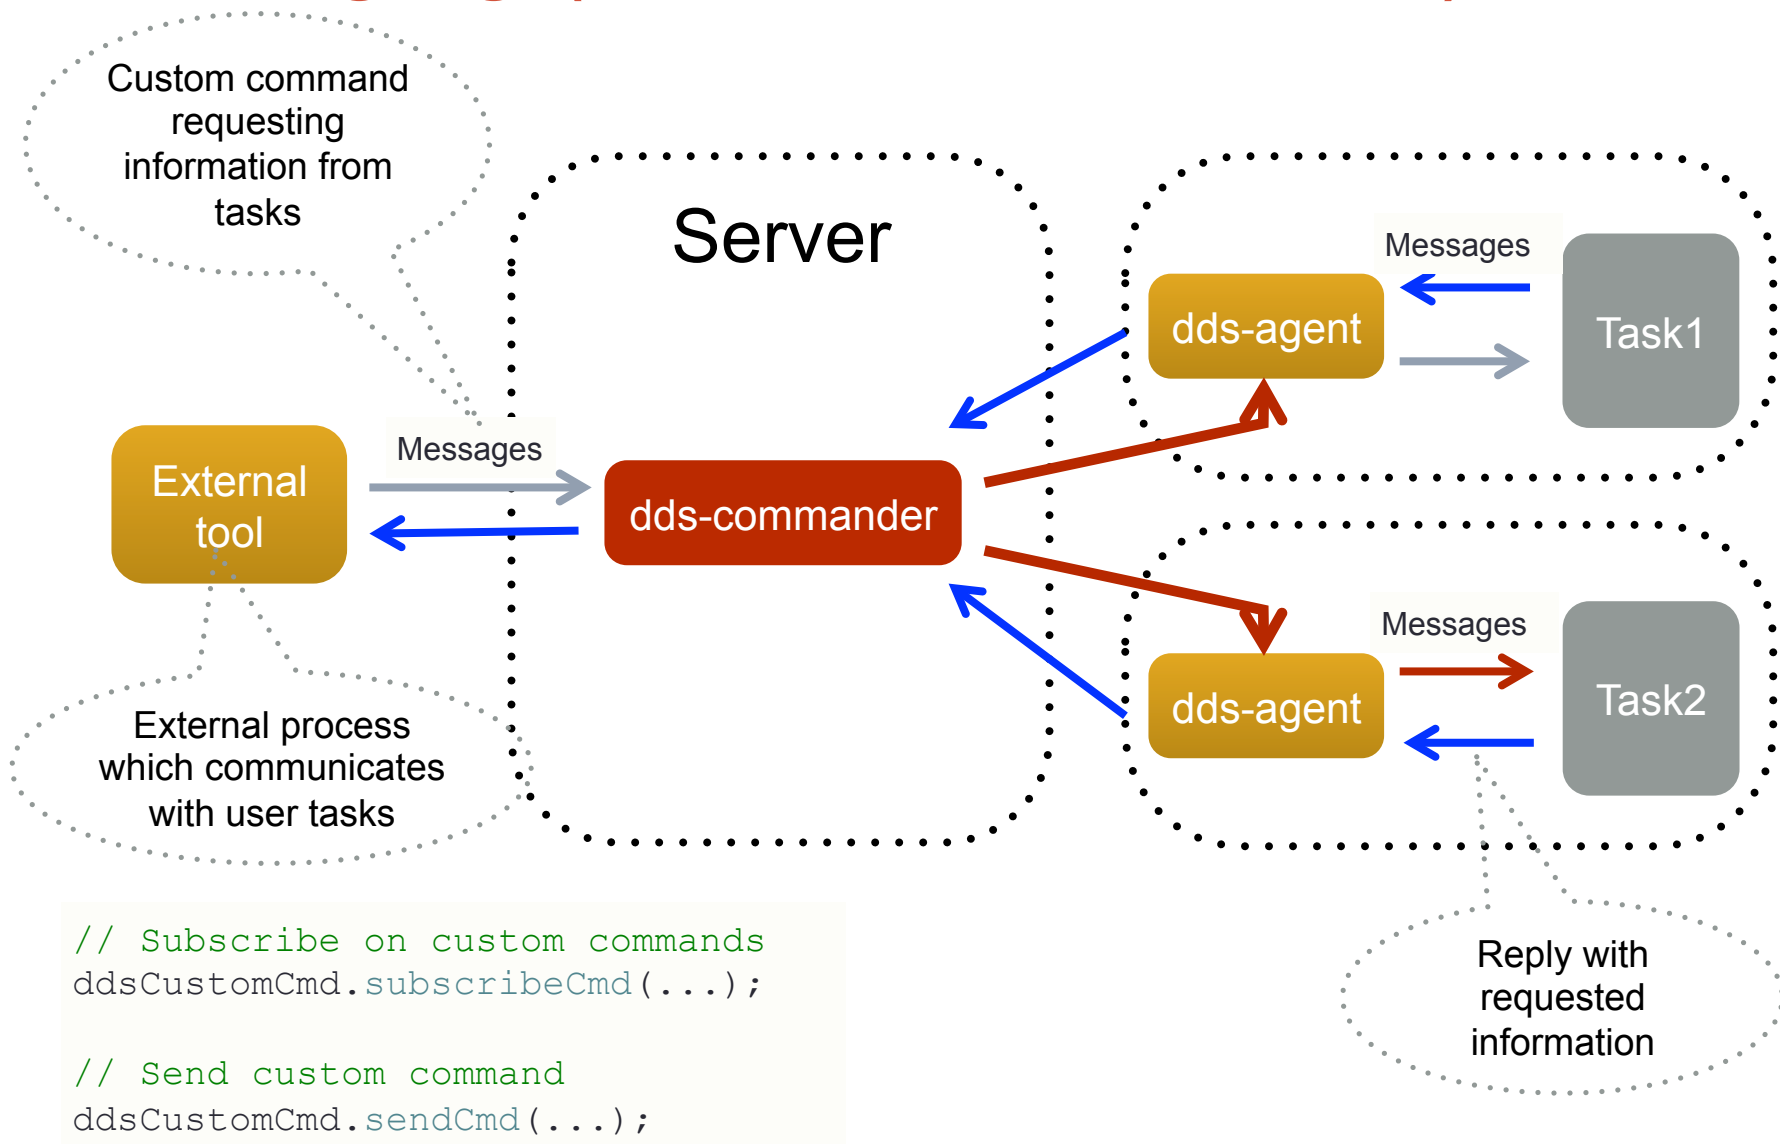 Custom command
requesting
information from
tasks
Server
Messages
dds-agent
Task1
External
tool
Messages
dds-commander
Messages
dds-agent
Task2
External process
which communicates
with user tasks
Reply with
requested
information
// Subscribe on custom commands
ddsCustomCmd.subscribeCmd(...);
// Send custom command
ddsCustomCmd.sendCmd(...);